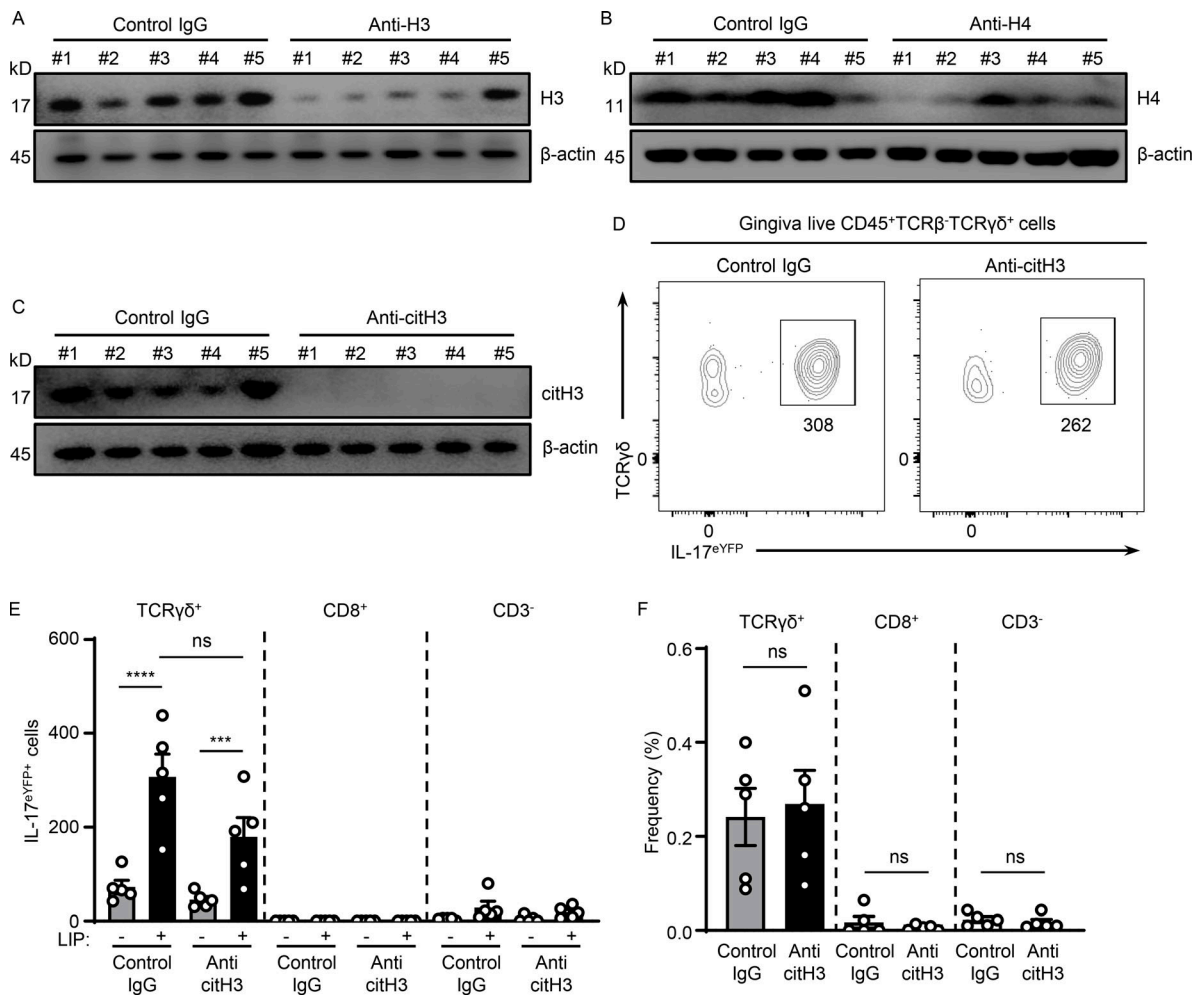 A
Control IgG Anti-H3
#1 #2 #3 #4 #5 #1 #2 #3 #4 #5
kD
17 H3
45 β-actin
B
Control IgG Anti-H4
#1 #2 #3 #4 #5 #1 #2 #3 #4 #5
kD
11 H4
45 β-actin
C
Control IgG Anti-citH3
#1 #2 #3 #4 #5 #1 #2 #3 #4 #5
kD
17 citH3
45 β-actin
D
Gingiva live CD45⁺TCRβ⁻TCRγδ⁺ cells
Control IgG Anti-citH3
308 262
TCRγδ
0 0
0 0
IL-17ᵉʸᶠᴾ
E
TCRγδ⁺ CD8⁺ CD3⁻
600
ns
****
400
***
IL-17ᵉʸᶠᴾ⁺ cells
200
0
LIP: - + - + - + - + - + - +
Control Anti Control Anti Control Anti
IgG citH3 IgG citH3 IgG citH3
F
TCRγδ⁺ CD8⁺ CD3⁻
0.6
ns
0.4
Frequency (%)
0.2
ns ns
0.0
Control Anti Control Anti Control Anti
IgG citH3 IgG citH3 IgG citH3